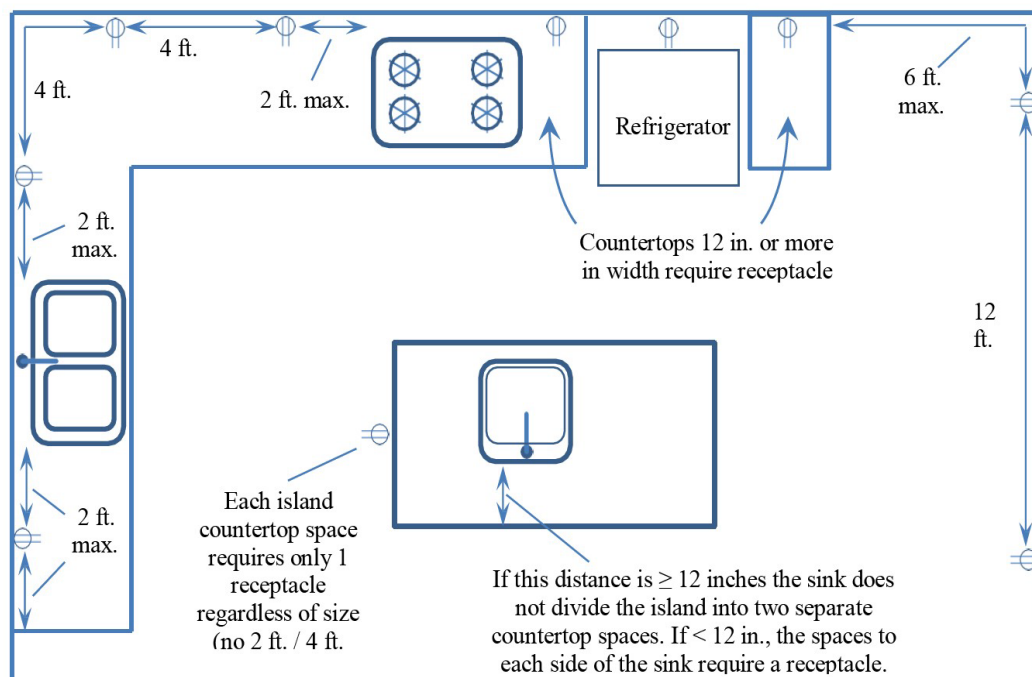 4 ft.
4 ft.
2 ft. max.
6 ft.
max.
Refrigerator
2 ft.
max.
Countertops 12 in. or more
in width require receptacle
12
ft.
2 ft.
max.
Each island
countertop space
requires only 1
receptacle
regardless of size
(no 2 ft. / 4 ft.
If this distance is ≥ 12 inches the sink does
not divide the island into two separate
countertop spaces. If < 12 in., the spaces to
each side of the sink require a receptacle.